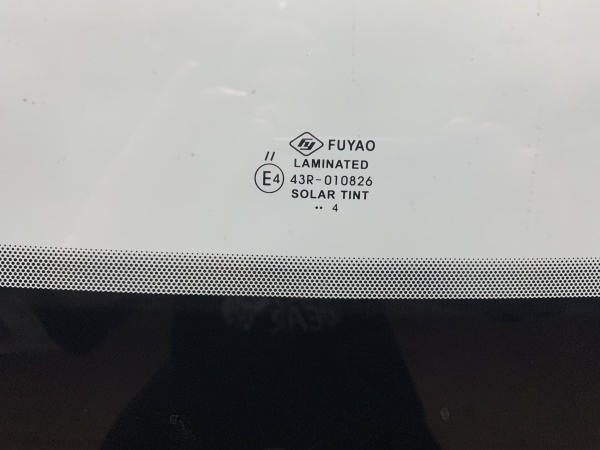 FUYAO
//
LAMINATED
E4 43R-010826
SOLAR TINT
•• 4